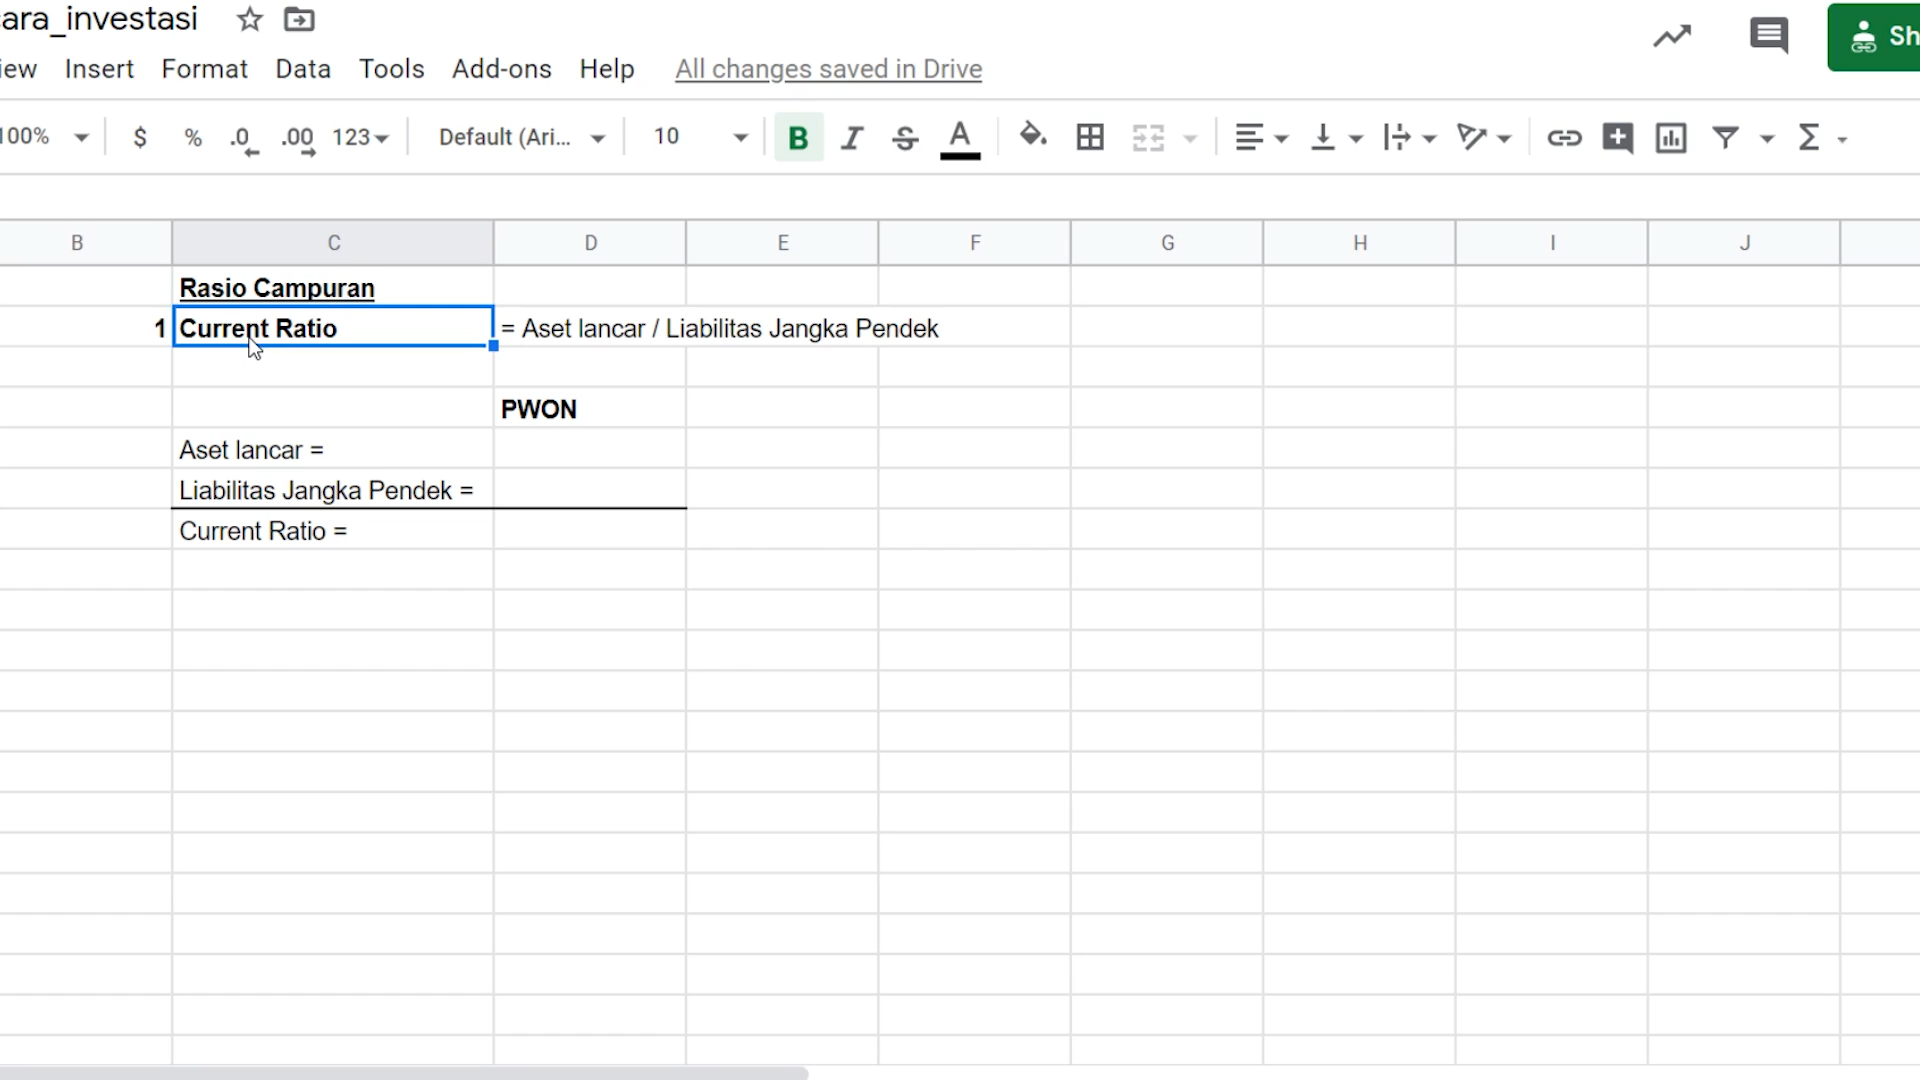 cara_investasi
iew Insert Format Data Tools Add-ons Help All changes saved in Drive
Sh
100% $ % .0 .00 123 Default (Ari... 10 B I S A Σ
B C D E F G H I J
Rasio Campuran
1 Current Ratio = Aset lancar / Liabilitas Jangka Pendek
PWON
Aset lancar =
Liabilitas Jangka Pendek =
Current Ratio =